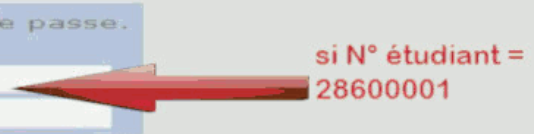 e passe.
si N° étudiant =
28600001